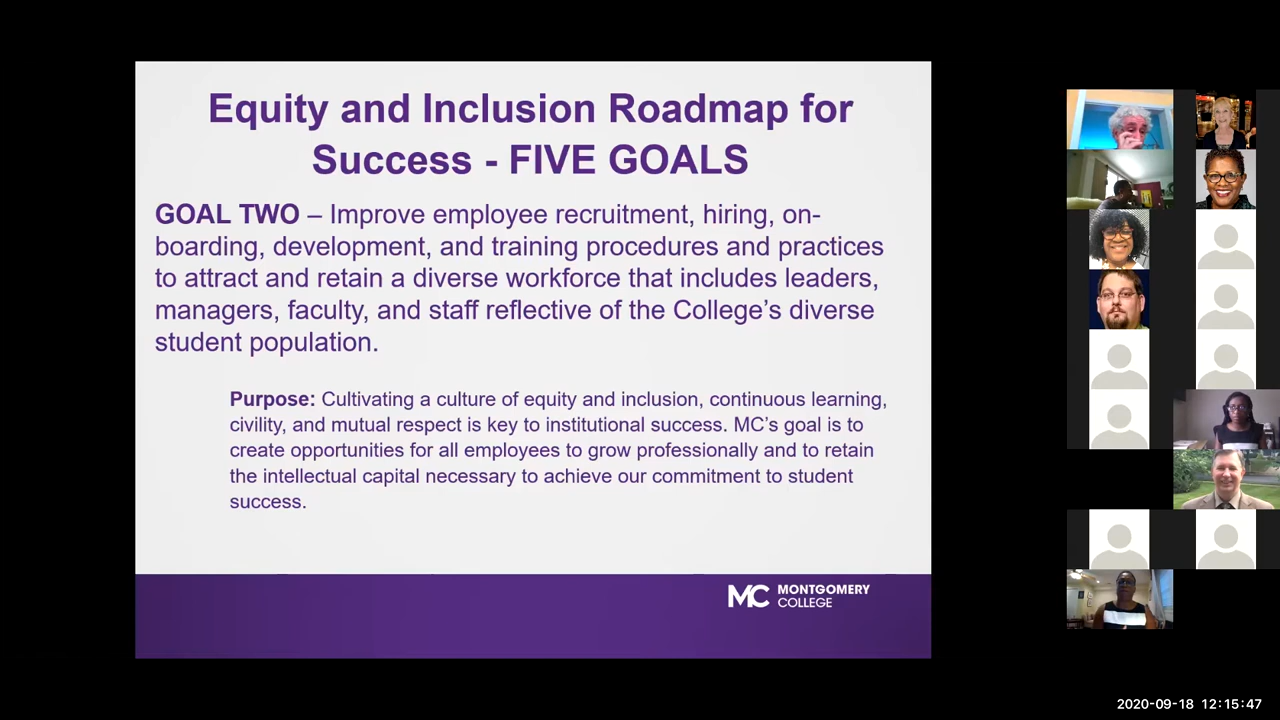 Equity and Inclusion Roadmap for
Success - FIVE GOALS
GOAL TWO – Improve employee recruitment, hiring, on-
boarding, development, and training procedures and practices
to attract and retain a diverse workforce that includes leaders,
managers, faculty, and staff reflective of the College’s diverse
student population.
Purpose: Cultivating a culture of equity and inclusion, continuous learning,
civility, and mutual respect is key to institutional success. MC’s goal is to
create opportunities for all employees to grow professionally and to retain
the intellectual capital necessary to achieve our commitment to student
success.
MC MONTGOMERY
COLLEGE
2020-09-18 12:15:47